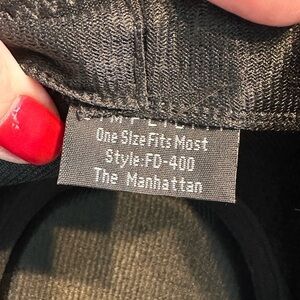 One Size Fits Most
Style:FD-400
The Manhattan